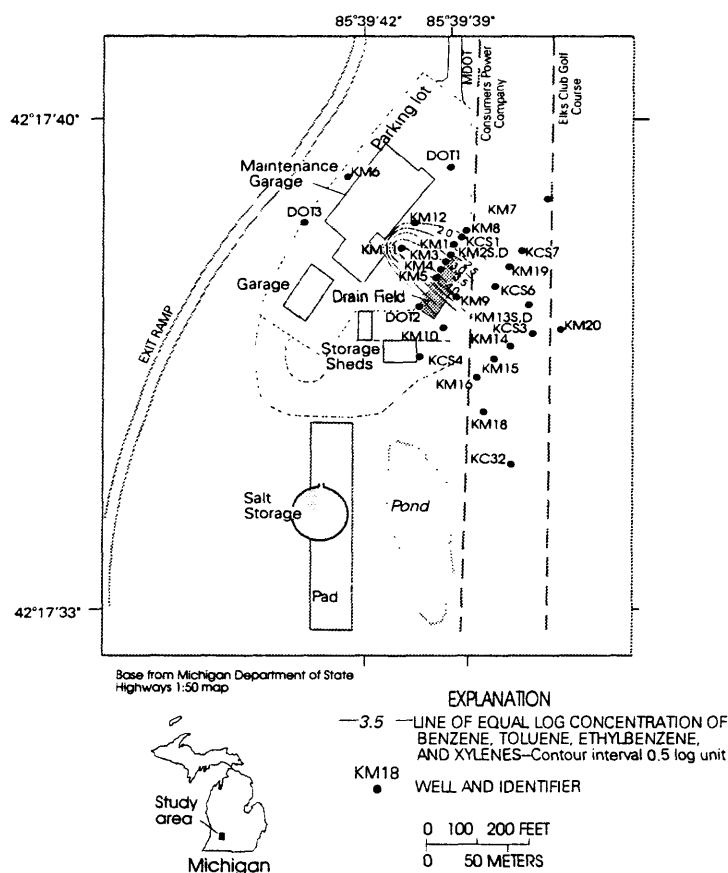 85°39'42" 85°39'39"
42°17'40"
42°17'33"
MDOT
Consumers Power
Company
Elks Club Golf
Course
Parking lot
EXIT RAMP
Maintenance
Garage
KM6
DOT1
DOT3
KM12
KM7
KM8
KM11
KM1
KCS1
KM2S,D
KCS7
KM3
KM4
KM19
KM5
KCS6
Garage
Drain Field
KM9
DOT2
KM13S,D
KM10
KCS3
KM20
KM14
Storage
Sheds
KCS4
KM15
KM16
KM18
KC32
Salt
Storage
Pond
Pad
2.0
Base from Michigan Department of State
Highways 1:50 map
EXPLANATION
—3.5 —LINE OF EQUAL LOG CONCENTRATION OF
BENZENE, TOLUENE, ETHYLBENZENE,
AND XYLENES–Contour interval 0.5 log unit
KM18
WELL AND IDENTIFIER
Study
area
Michigan
0 100 200 FEET
0 50 METERS